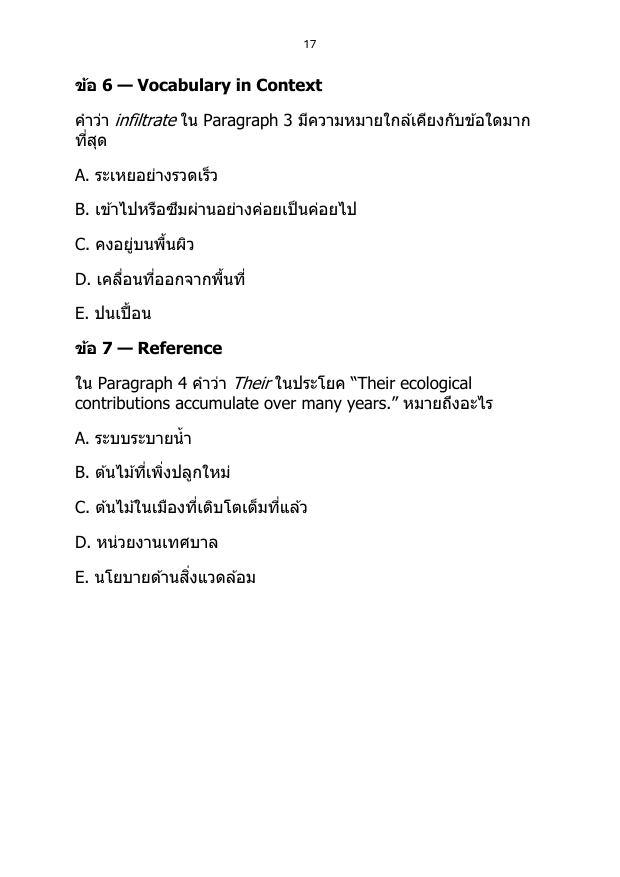 17
ข้อ 6 — Vocabulary in Context
คำว่า infiltrate ใน Paragraph 3 มีความหมายใกล้เคียงกับข้อใดมาก
ที่สุด
A. ระเหยอย่างรวดเร็ว
B. เข้าไปหรือซึมผ่านอย่างค่อยเป็นค่อยไป
C. คงอยู่บนพื้นผิว
D. เคลื่อนที่ออกจากพื้นที่
E. ปนเปื้อน
ข้อ 7 — Reference
ใน Paragraph 4 คำว่า Their ในประโยค “Their ecological
contributions accumulate over many years.” หมายถึงอะไร
A. ระบบระบายน้ำ
B. ต้นไม้ที่เพิ่งปลูกใหม่
C. ต้นไม้ในเมืองที่เติบโตเต็มที่แล้ว
D. หน่วยงานเทศบาล
E. นโยบายด้านสิ่งแวดล้อม